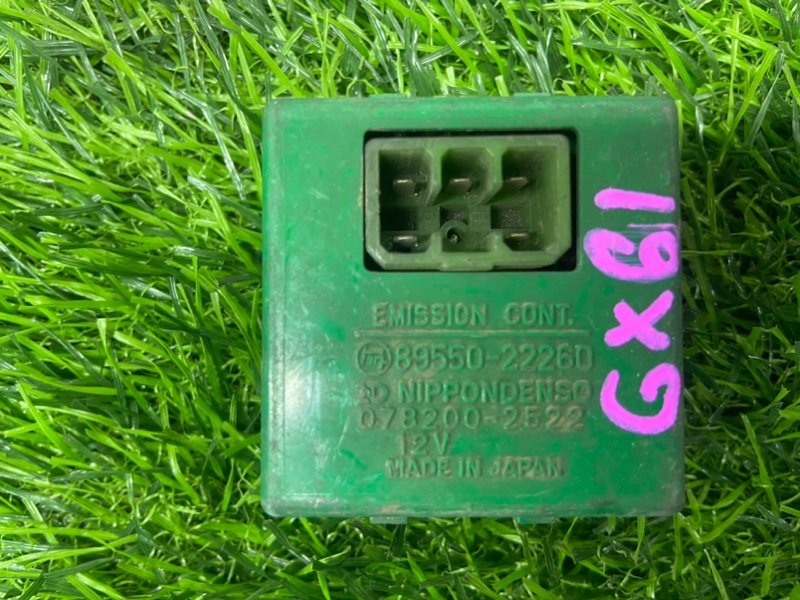 EMISSION CONT.
89550-22260
NIPPONDENSO
078200-2522
12V
MADE IN JAPAN
GX61